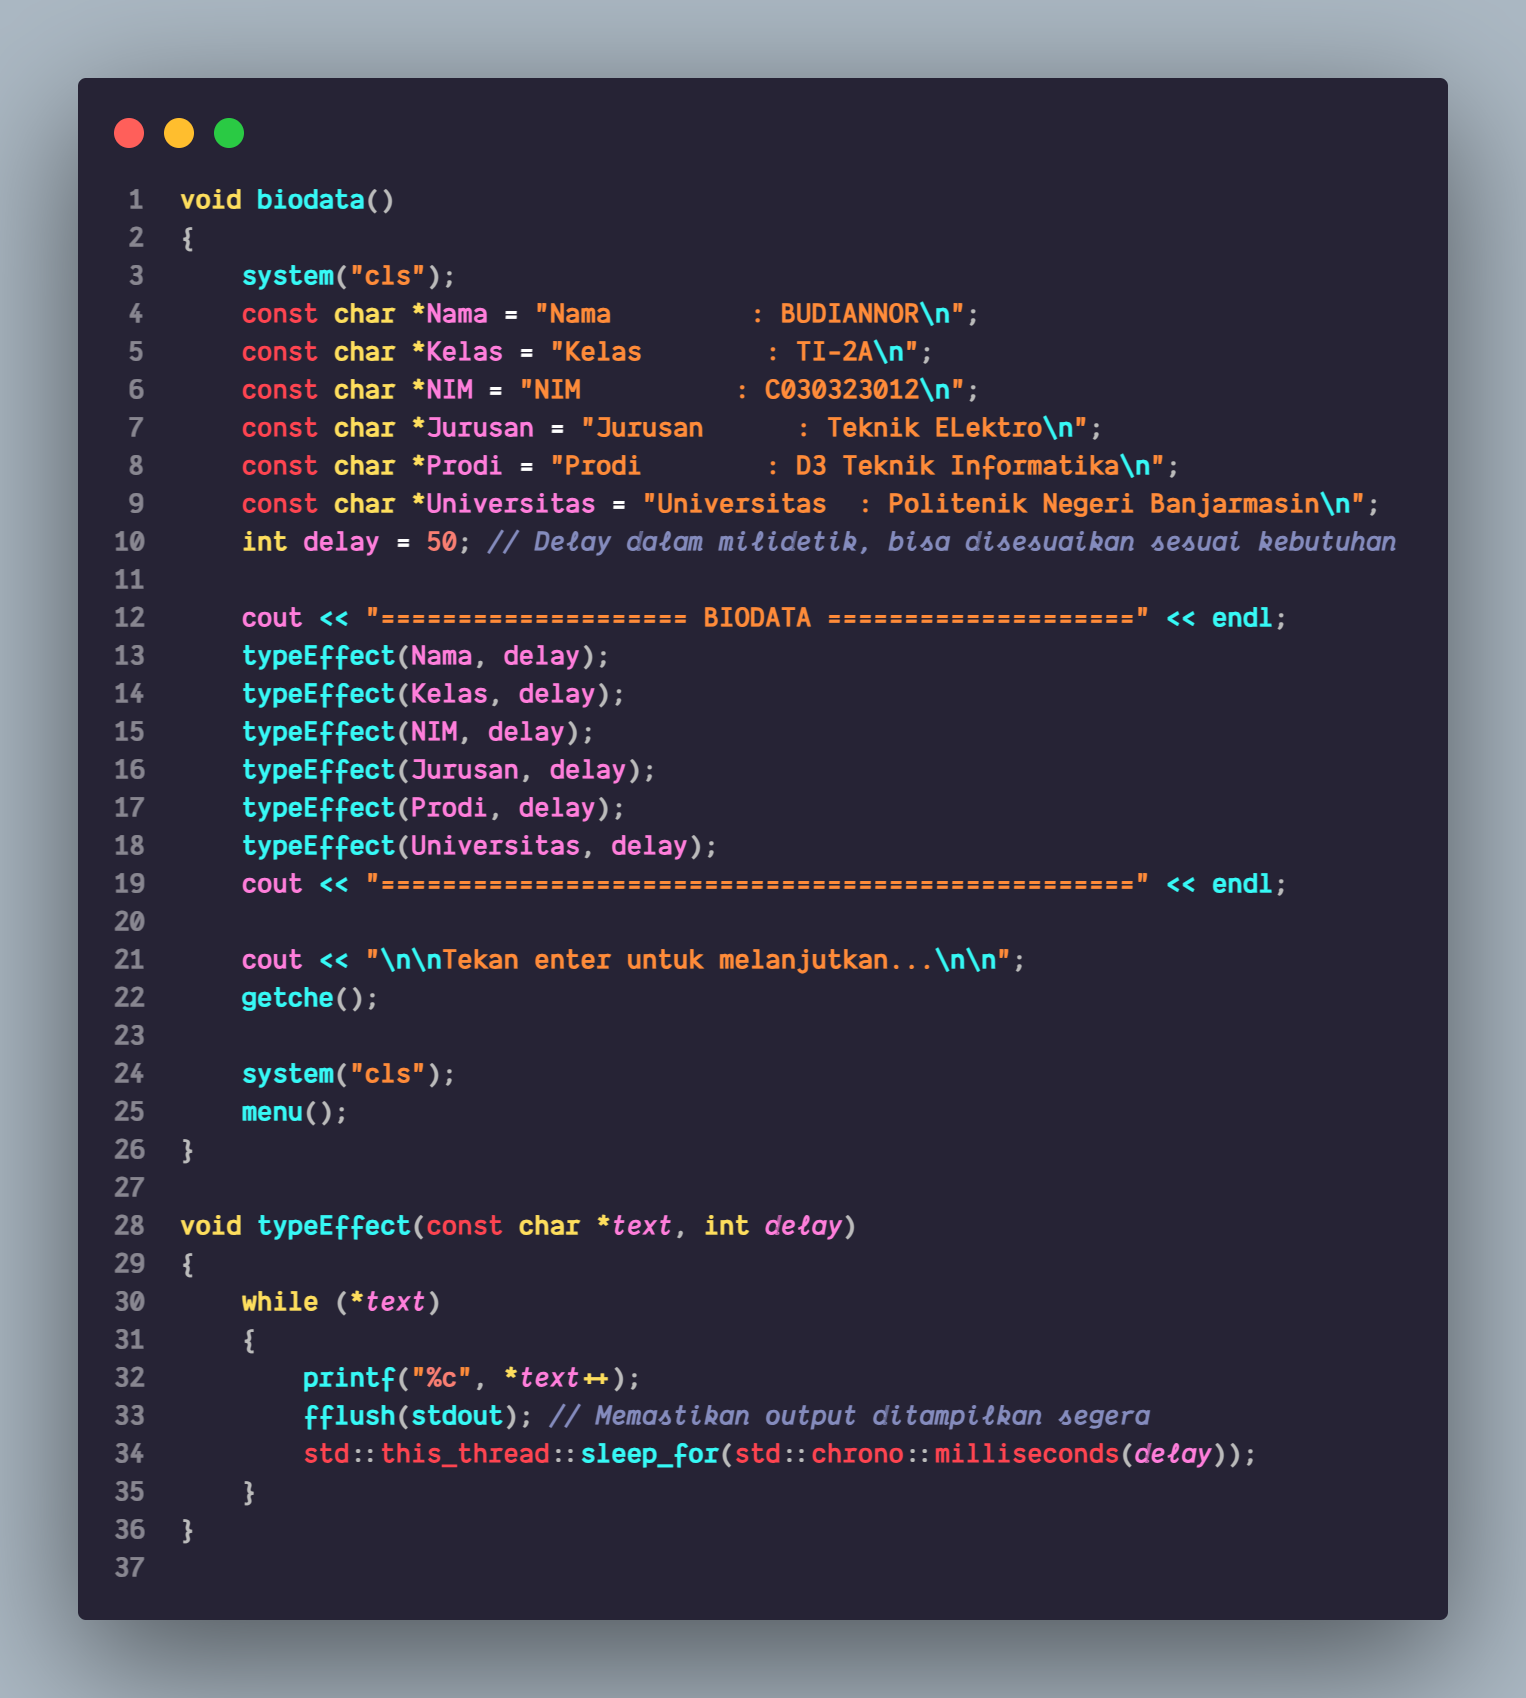 1 void biodata()
2 {
3     system("cls");
4     const char *Nama = "Nama         : BUDIANNOR\n";
5     const char *Kelas = "Kelas        : TI-2A\n";
6     const char *NIM = "NIM          : C030323012\n";
7     const char *Jurusan = "Jurusan      : Teknik ELektro\n";
8     const char *Prodi = "Prodi        : D3 Teknik Informatika\n";
9     const char *Universitas = "Universitas  : Politenik Negeri Banjarmasin\n";
10     int delay = 50; // Delay dalam milidetik, bisa disesuaikan sesuai kebutuhan
11
12     cout << "==================== BIODATA ====================" << endl;
13     typeEffect(Nama, delay);
14     typeEffect(Kelas, delay);
15     typeEffect(NIM, delay);
16     typeEffect(Jurusan, delay);
17     typeEffect(Prodi, delay);
18     typeEffect(Universitas, delay);
19     cout << "=================================================" << endl;
20
21     cout << "\n\nTekan enter untuk melanjutkan...\n\n";
22     getche();
23
24     system("cls");
25     menu();
26 }
27
28 void typeEffect(const char *text, int delay)
29 {
30     while (*text)
31     {
32         printf("%c", *text++);
33         fflush(stdout); // Memastikan output ditampilkan segera
34         std::this_thread::sleep_for(std::chrono::milliseconds(delay));
35     }
36 }
37